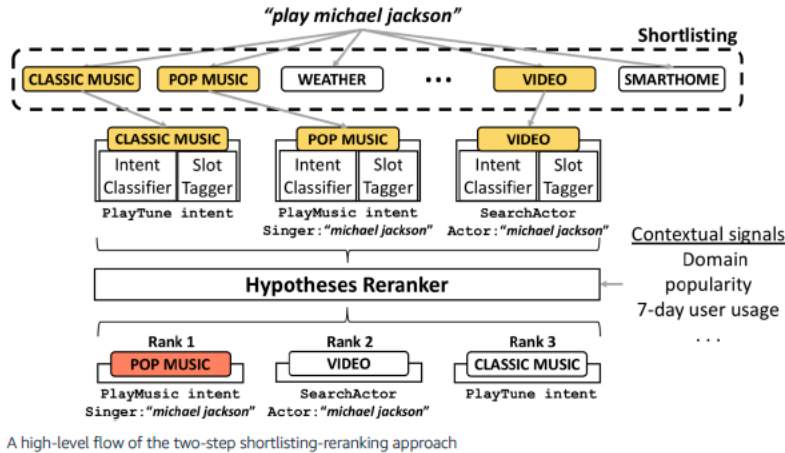 "play michael jackson"
Shortlisting
CLASSIC MUSIC POP MUSIC WEATHER ••• VIDEO SMARTHOME
CLASSIC MUSIC POP MUSIC VIDEO
Intent Classifier Slot Tagger Intent Classifier Slot Tagger Intent Classifier Slot Tagger
PlayTune intent PlayMusic intent SearchActor
Singer:"michael jackson" Actor:"michael jackson"
Contextual signals
Domain
popularity
7-day user usage
. . .
Hypotheses Reranker
Rank 1 Rank 2 Rank 3
POP MUSIC VIDEO CLASSIC MUSIC
PlayMusic intent SearchActor PlayTune intent
Singer:"michael jackson" Actor:"michael jackson"
A high-level flow of the two-step shortlisting-reranking approach